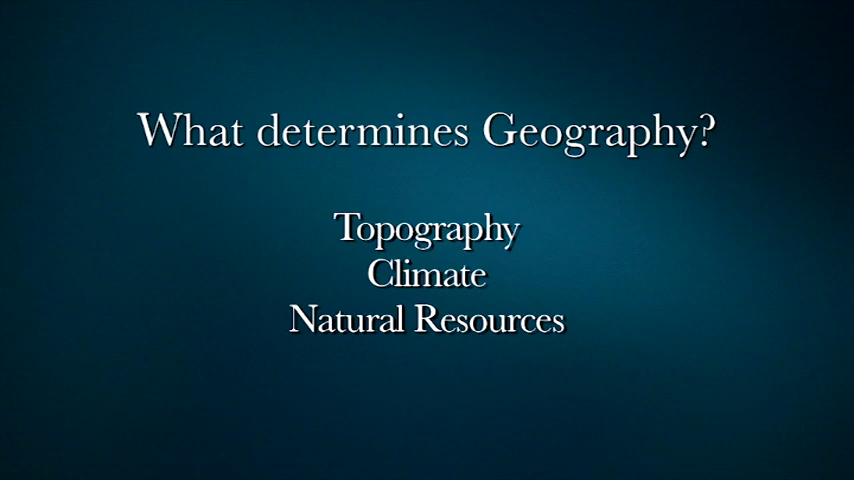 What determines Geography?
Topography
Climate
Natural Resources